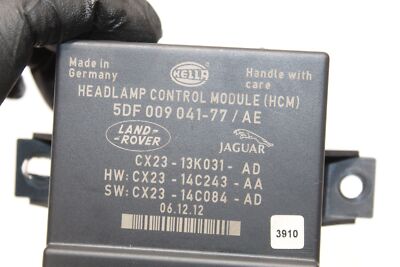 Made in
Germany
HELLA
Handle with
care
HEADLAMP CONTROL MODULE (HCM)
5DF 009 041-77 / AE
LAND-
-ROVER
JAGUAR
CX23-13K031-AD
HW: CX23-14C243-AA
SW: CX23-14C084-AD
06.12.12
3910